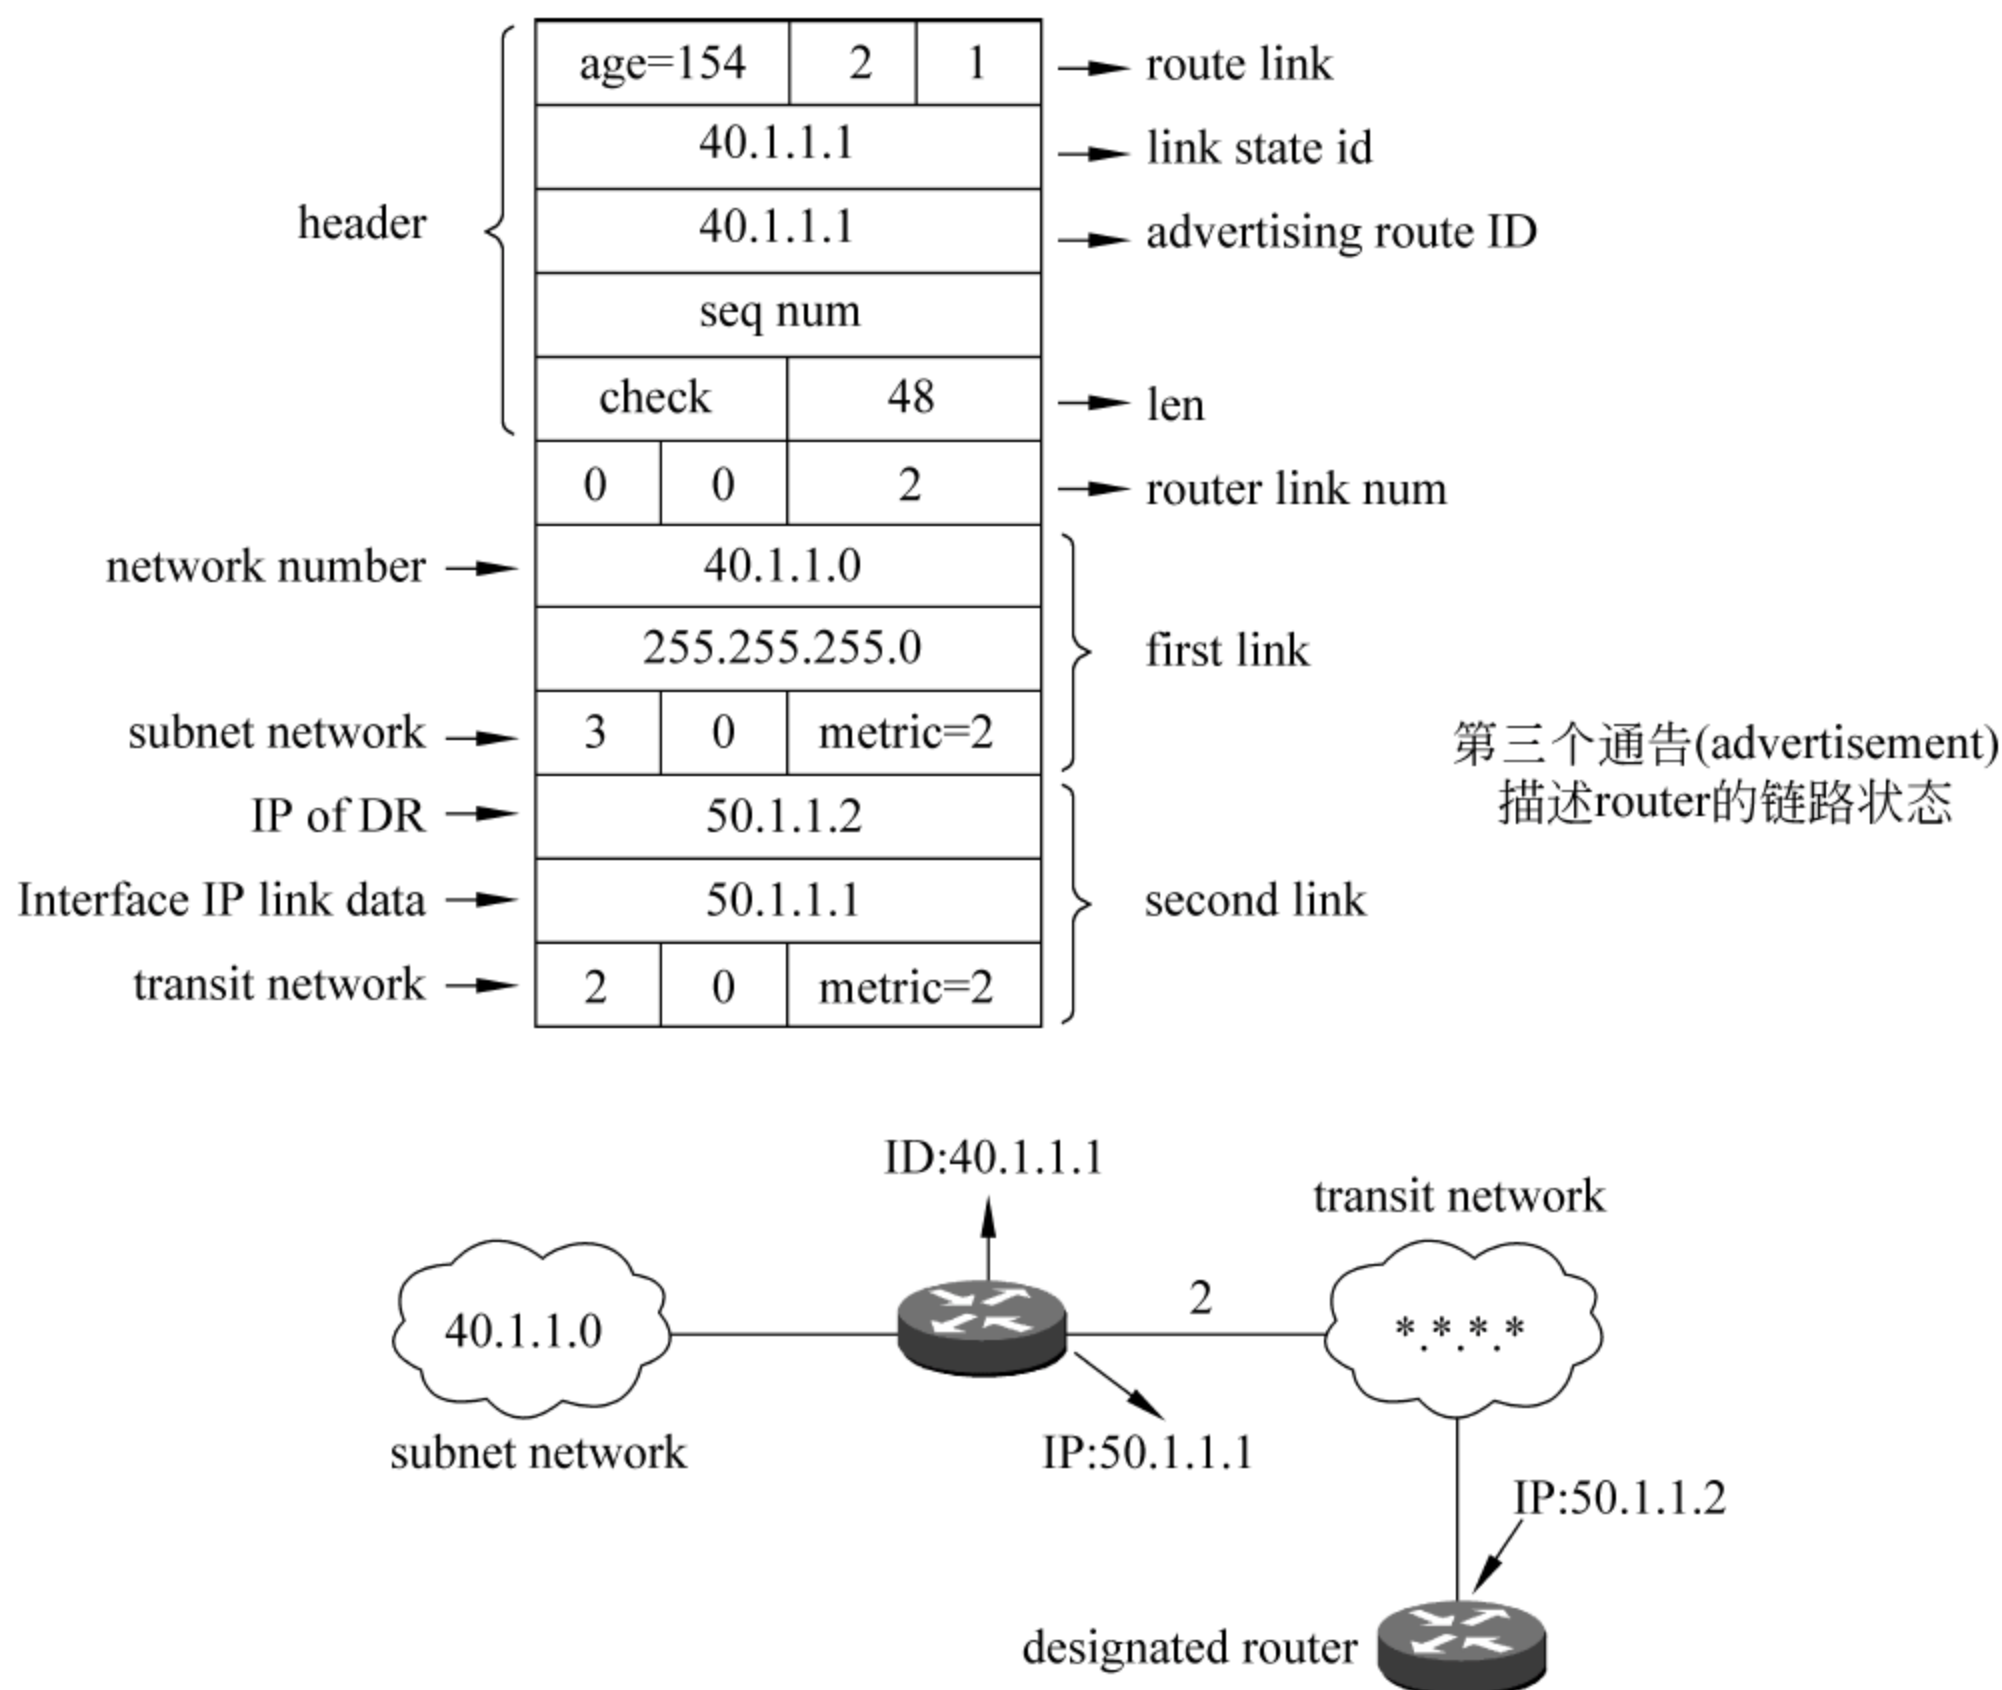 age=154 2 1 route link
40.1.1.1 link state id
header 40.1.1.1 advertising route ID
seq num
check 48 len
0 0 2 router link num
network number 40.1.1.0
255.255.255.0 first link
subnet network 3 0 metric=2
第三个通告(advertisement)
描述router的链路状态
IP of DR 50.1.1.2
Interface IP link data 50.1.1.1 second link
transit network 2 0 metric=2
ID:40.1.1.1
transit network
2
40.1.1.0
*.*.*.*
subnet network
IP:50.1.1.1
IP:50.1.1.2
designated router